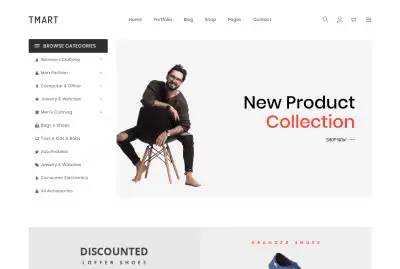 TMART
Home Portfolio Blog Shop Pages Contact
BROWSE CATEGORIES
Women's Clothing
Man Fashion
Computer & Office
Jewelry & Watches
Men's Clothing
Bags & Shoes
Toys & Kids & Baby
Automobiles
Jewelry & Watches
Consumer Electronics
All Accessories
New Product
Collection
SHOP NOW
DISCOUNTED
LOFFER SHOES
BRANDED SHOES